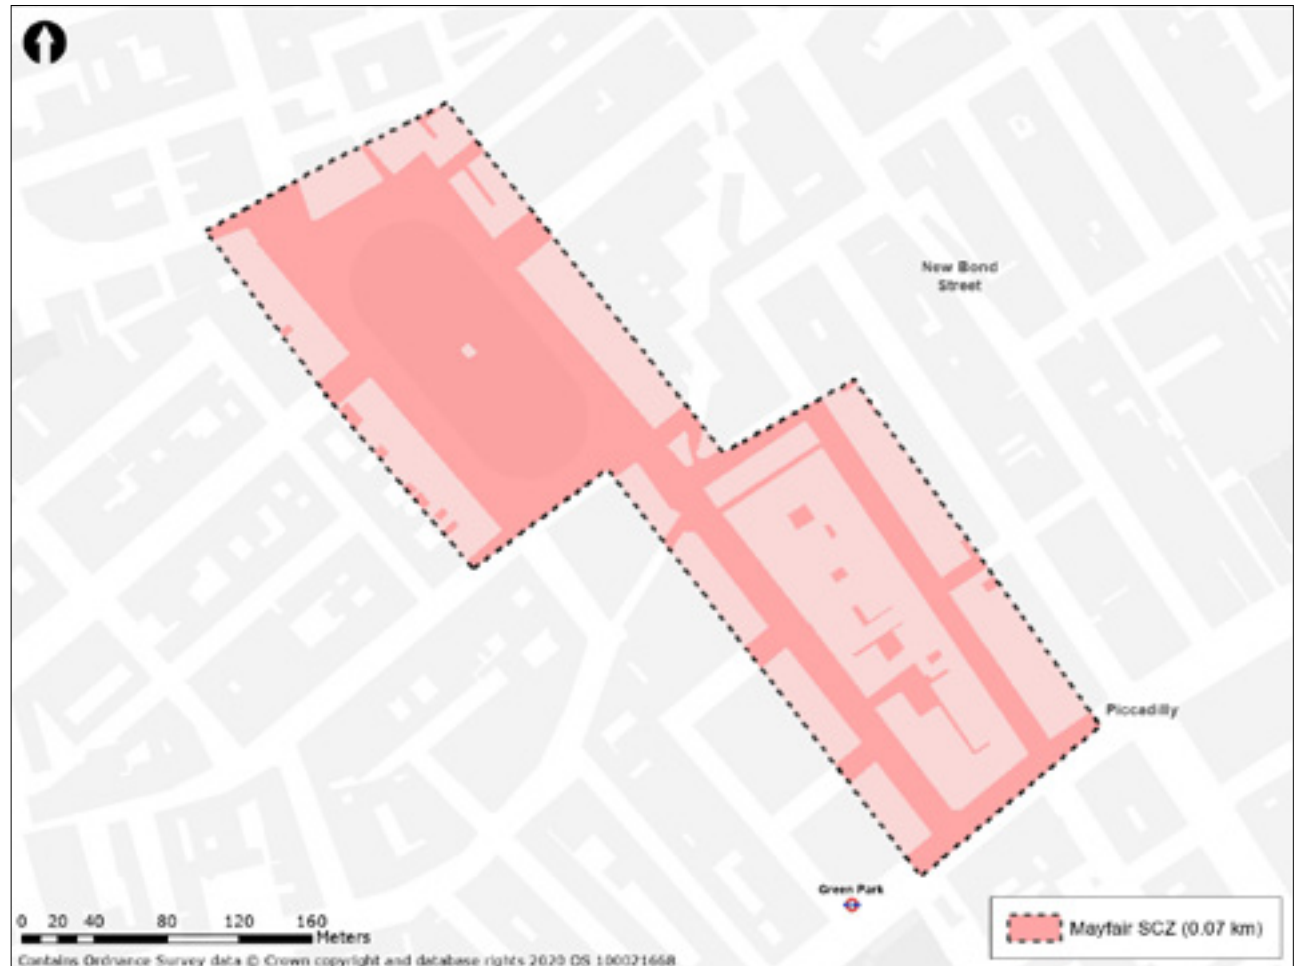 New Bond
Street
Piccadilly
Green Park
0 20 40 80 120 160
Meters
Mayfair SCZ (0.07 km)
Contains Ordnance Survey data © Crown copyright and database rights 2020 OS 100021668